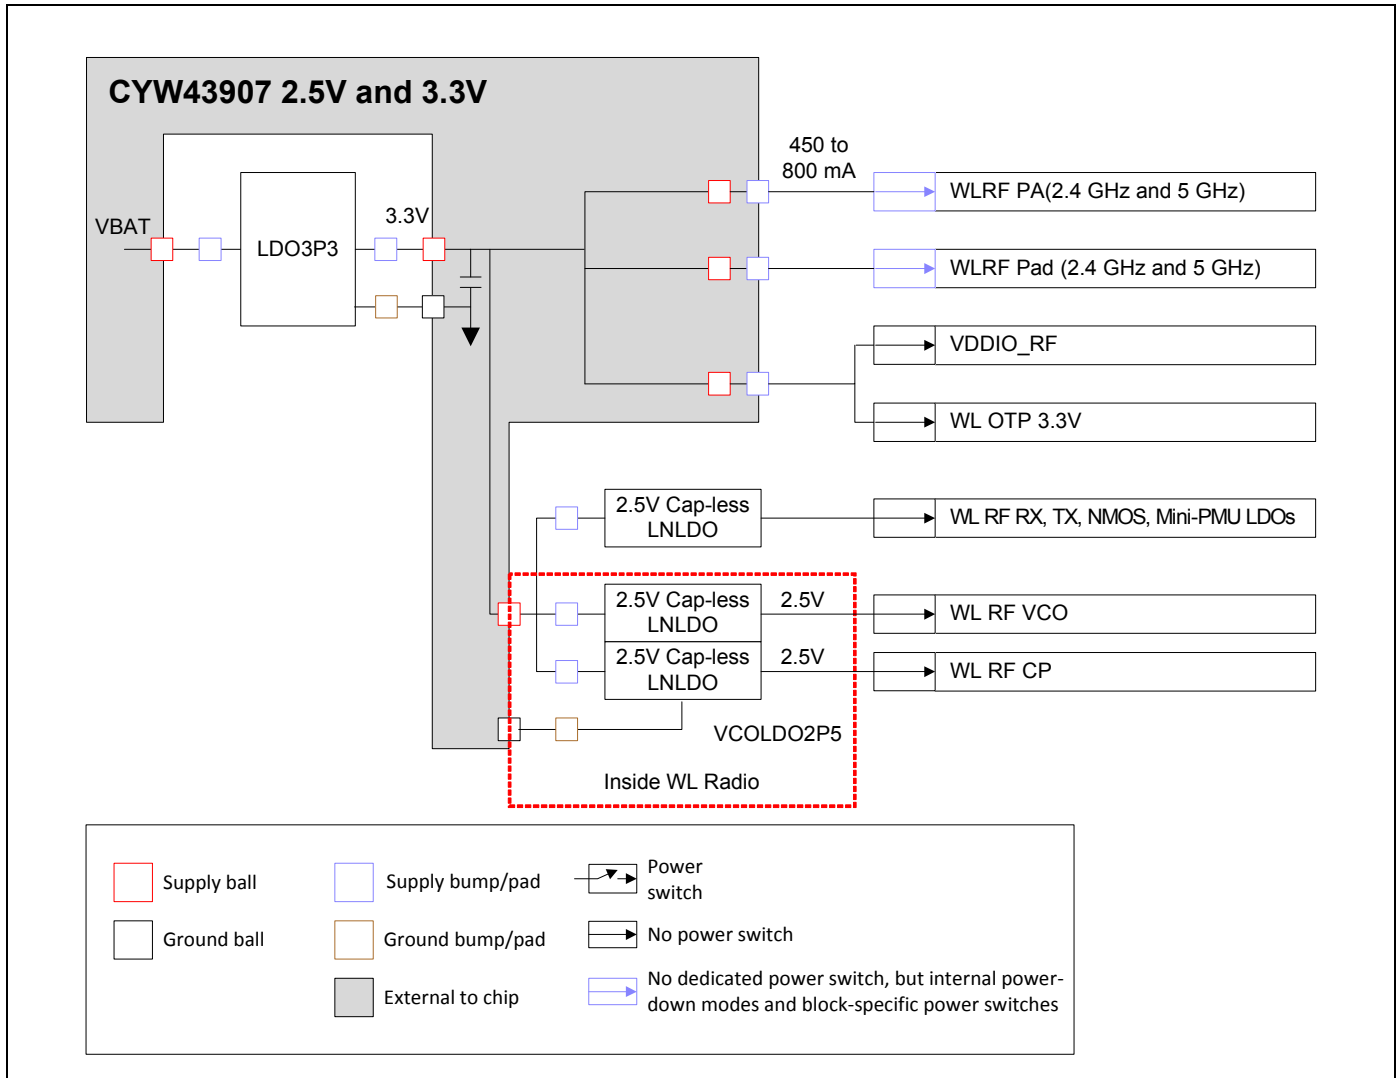 CYW43907 2.5V and 3.3V
450 to
800 mA
WLRF PA(2.4 GHz and 5 GHz)
VBAT
LDO3P3
3.3V
WLRF Pad (2.4 GHz and 5 GHz)
VDDIO_RF
WL OTP 3.3V
2.5V Cap-less
LNLDO
WL RF RX, TX, NMOS, Mini-PMU LDOs
2.5V Cap-less
LNLDO
2.5V
WL RF VCO
2.5V Cap-less
LNLDO
2.5V
WL RF CP
VCOLDO2P5
Inside WL Radio
Supply ball
Supply bump/pad
Power
switch
Ground ball
Ground bump/pad
No power switch
External to chip
No dedicated power switch, but internal power-
down modes and block-specific power switches